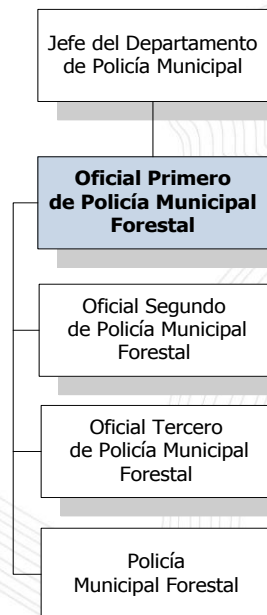 Jefe del Departamento
de Policía Municipal
Oficial Primero
de Policía Municipal
Forestal
Oficial Segundo
de Policía Municipal
Forestal
Oficial Tercero
de Policía Municipal
Forestal
Policía
Municipal Forestal